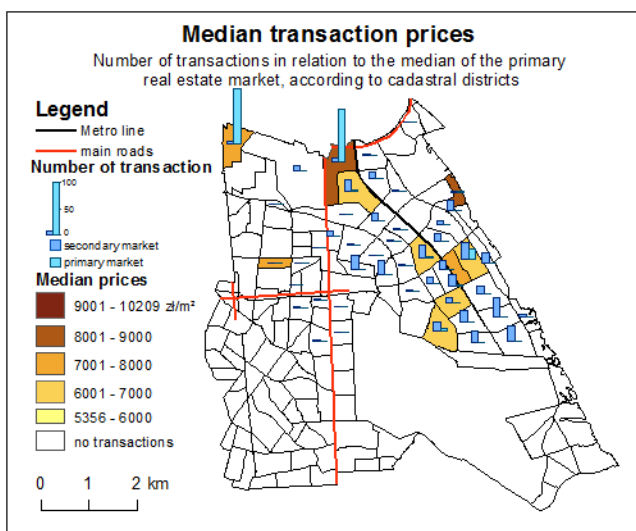 Median transaction prices
Number of transactions in relation to the median of the primary
real estate market, according to cadastral districts
Legend
Metro line
main roads
Number of transaction
100
50
0
secondary market
primary market
Median prices
9001 - 10209 zł/m²
8001 - 9000
7001 - 8000
6001 - 7000
5356 - 6000
no transactions
0 1 2 km